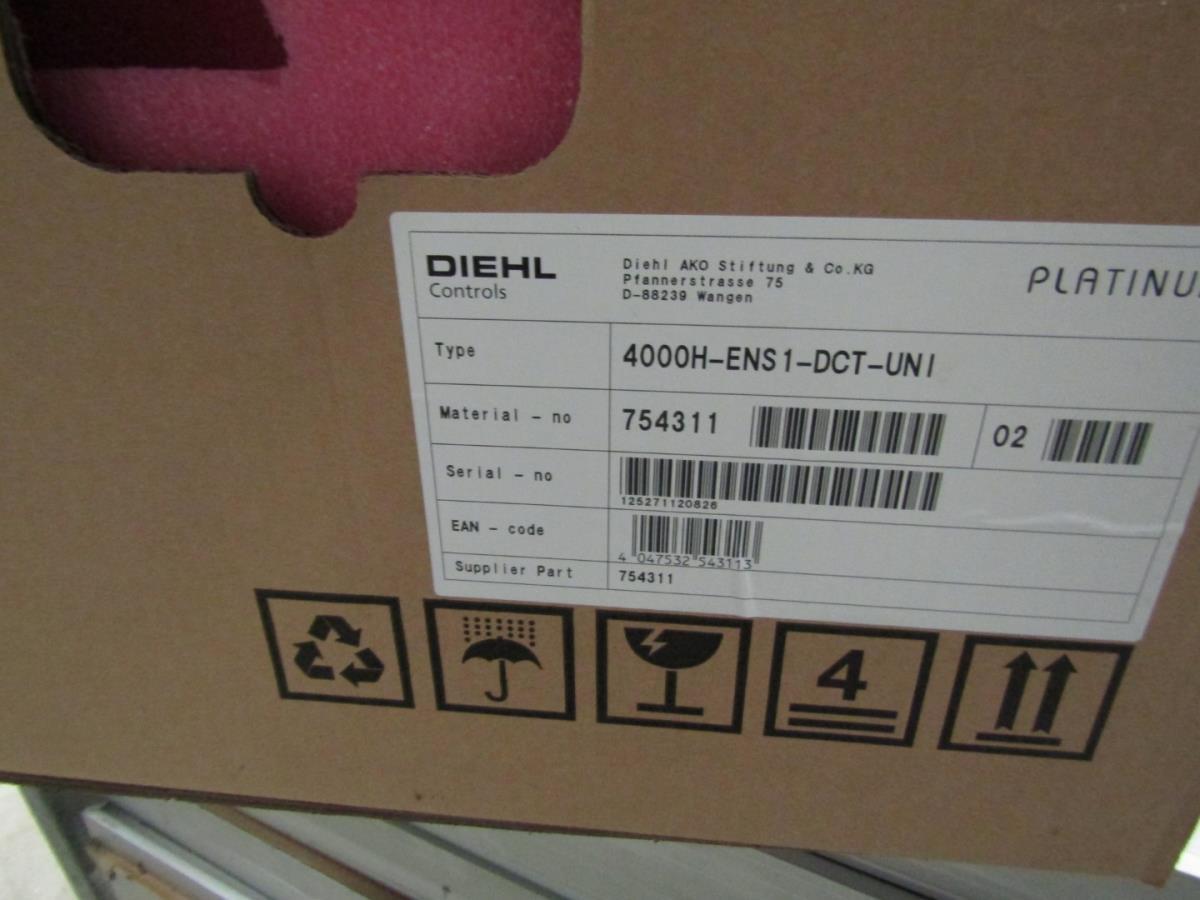 DIEHL
Controls
Diehl AKO Stiftung & Co.KG
Pfannerstrasse 75
D-88239 Wangen
PLATINU
Type
4000H-ENS1-DCT-UNI
Material - no
754311
02
Serial - no
125271120826
EAN - code
4 047532 543113
Supplier Part
754311
4